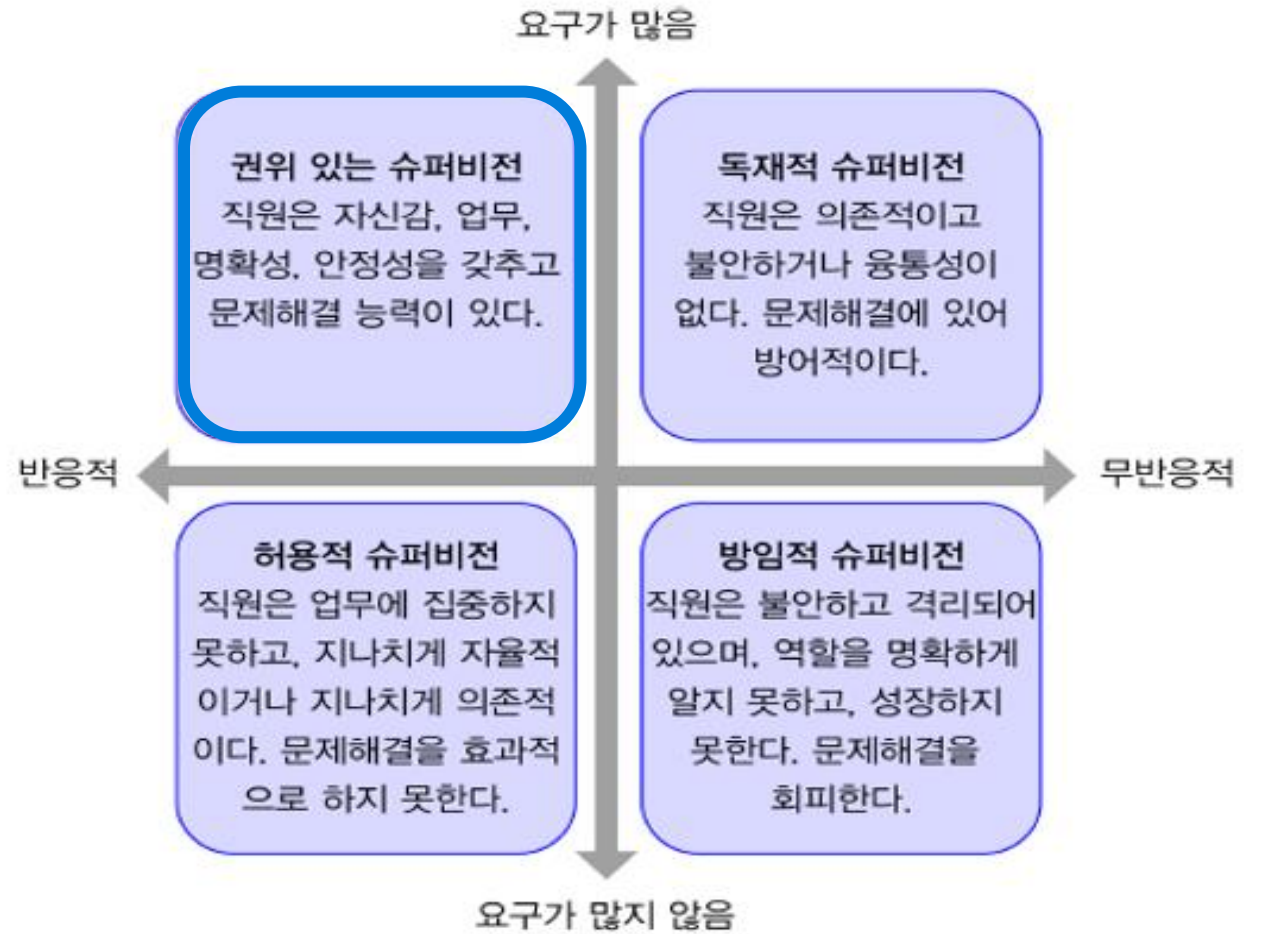 요구가 많음
권위 있는 슈퍼비전
직원은 자신감, 업무,
명확성, 안정성을 갖추고
문제해결 능력이 있다.
독재적 슈퍼비전
직원은 의존적이고
불안하거나 융통성이
없다. 문제해결에 있어
방어적이다.
반응적
무반응적
허용적 슈퍼비전
직원은 업무에 집중하지
못하고, 지나치게 자율적
이거나 지나치게 의존적
이다. 문제해결을 효과적
으로 하지 못한다.
방임적 슈퍼비전
직원은 불안하고 격리되어
있으며, 역할을 명확하게
알지 못하고, 성장하지
못한다. 문제해결을
회피한다.
요구가 많지 않음